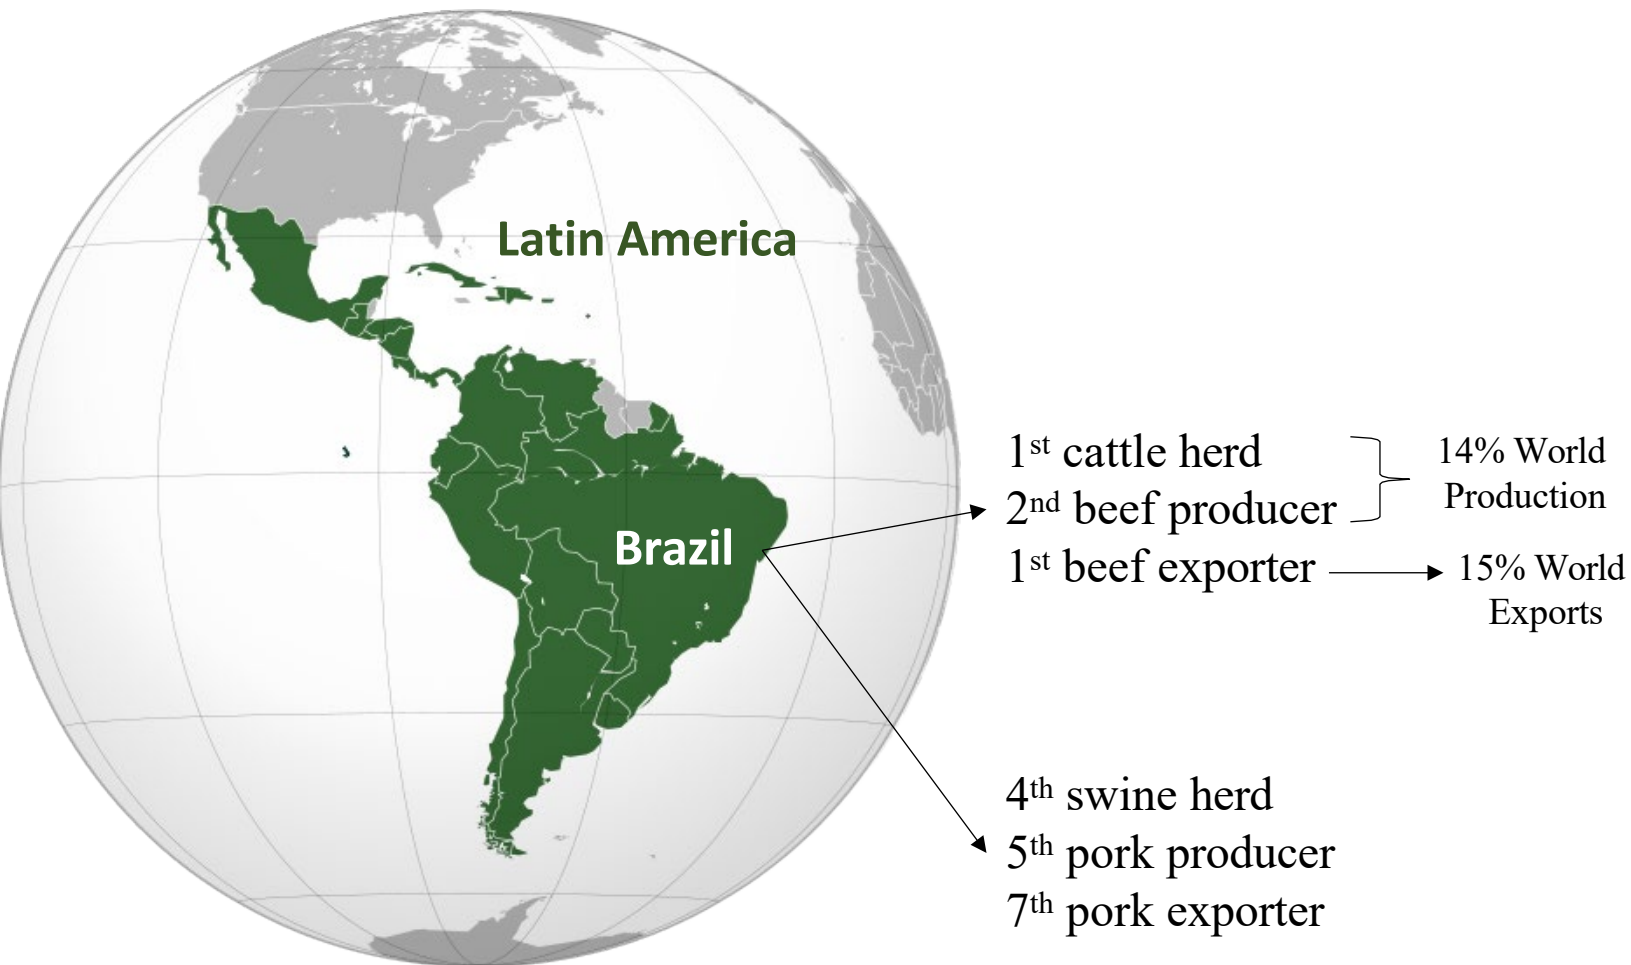 Latin America
Brazil
1st cattle herd
2nd beef producer
1st beef exporter
14% World
Production
15% World
Exports
4th swine herd
5th pork producer
7th pork exporter